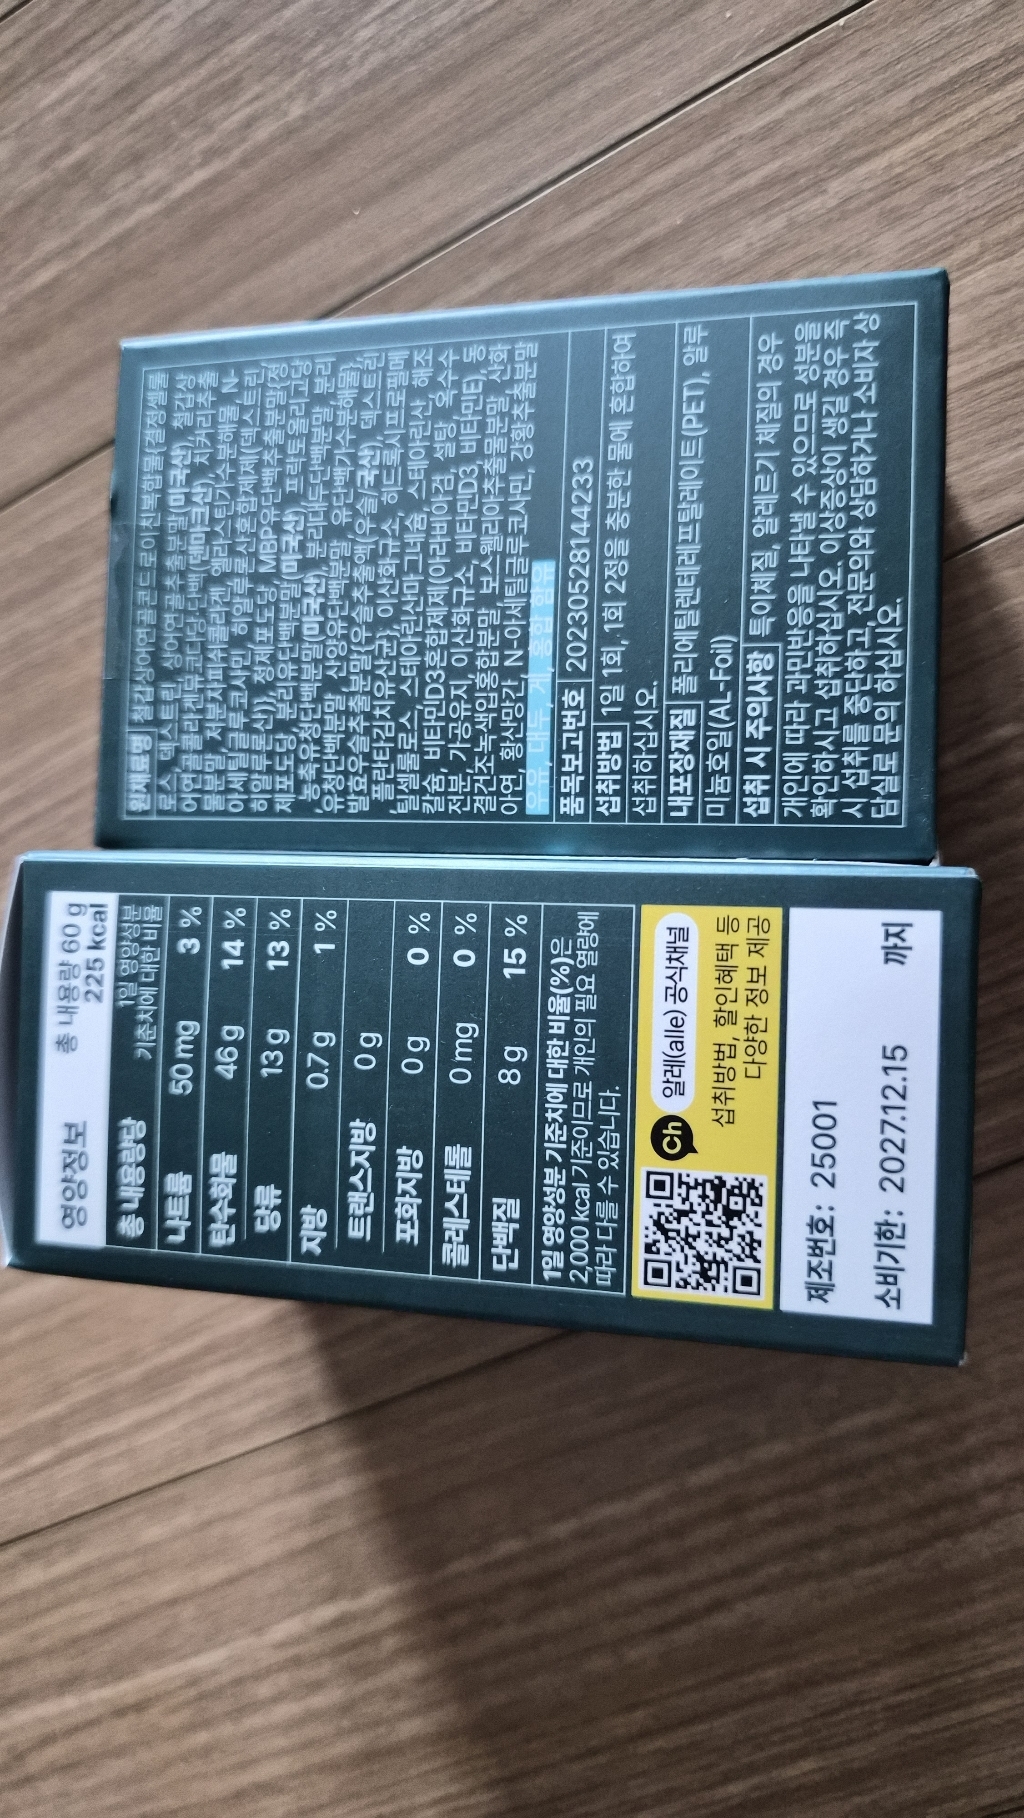 영양정보
총 내용량 60 g
225 kcal
총 내용량당
1일 영양성분
기준치에 대한 비율
나트륨 50 mg 3 %
탄수화물 46 g 14 %
당류 13 g 13 %
지방 0.7 g 1 %
트랜스지방 0 g
포화지방 0 g 0 %
콜레스테롤 0 mg 0 %
단백질 8 g 15 %
1일 영양성분 기준치에 대한 비율(%)은
2,000 kcal 기준이므로 개인의 필요 열량에
따라 다를 수 있습니다.
Ch 알레(alle) 공식채널
섭취방법, 할인혜택 등
다양한 정보 제공
제조번호: 25001
소비기한: 2027.12.15 까지
원재료명 철갑상어연골콘드로이친복합물(결정셀룰
로스, 덱스트린, 상어연골추출분말(미국산), 철갑상
어연골콜라겐뮤코다당단백(덴마크산), 치커리추출
물분말, 저분자피쉬콜라겐, 엘라스틴가수분해물, N-
아세틸글루코사민, 히알루론산혼합제제(덱스트린,
히알루론산)), 정제포도당, MBP유단백추출분말(정
제포도당, 분리유단백분말(미국산), 프락토올리고당
농축유청단백분말(미국산), 분리대두단백분말, 분리
유청단백분말, 산양유단백분말, 유단백가수분해물),
발효우슬추출분말{우슬추출액(우슬/국산), 덱스트린
, 플란타김치유산균}, 이산화규소, 히드록시프로필메
틸셀룰로스, 스테아린산마그네슘, 스테아린산, 해조
칼슘, 비타민D3혼합제제(아라비아검, 설탕, 옥수수
전분, 가공유지, 이산화규소, 비타민D3, 비타민E), 동
결건조녹색입홍합분말, 보스웰리아추출물분말, 산화
아연, 황산망간, N-아세틸글루코사민, 강황추출분말
우유, 대두, 게, 홍합 함유
품목보고번호 20230528144233
섭취방법 1일 1회, 1회 2정을 충분한 물에 혼합하여
섭취하십시오.
내포장재질 폴리에틸렌테레프탈레이트(PET), 알루
미늄호일(AL-Foil)
섭취 시 주의사항 특이체질, 알레르기 체질의 경우
개인에 따라 과민반응을 나타낼 수 있으므로 성분을
확인하시고 섭취하십시오. 이상증상이 생길 경우 즉
시 섭취를 중단하고, 전문의와 상담하거나 소비자 상
담실로 문의 하십시오.